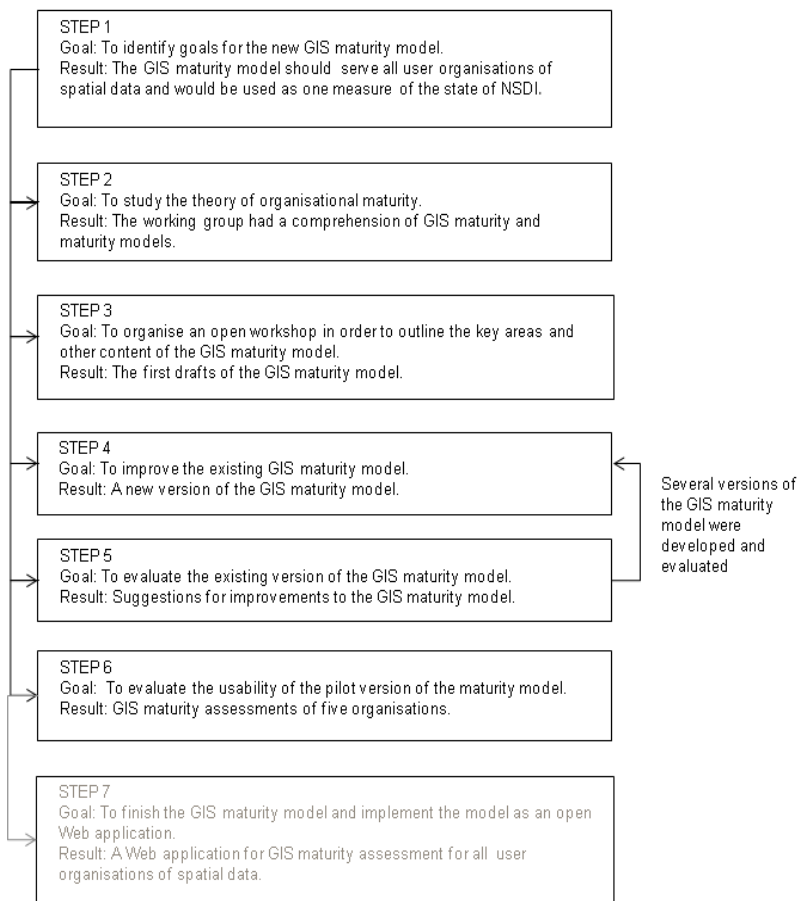 STEP 1
Goal: To identify goals for the new GIS maturity model.
Result: The GIS maturity model should serve all user organisations of
spatial data and would be used as one measure of the state of NSDI.
STEP 2
Goal: To study the theory of organisational maturity.
Result: The working group had a comprehension of GIS maturity and
maturity models.
STEP 3
Goal: To organise an open workshop in order to outline the key areas and
other content of the GIS maturity model.
Result: The first drafts of the GIS maturity model.
STEP 4
Goal: To improve the existing GIS maturity model.
Result: A new version of the GIS maturity model.
STEP 5
Goal: To evaluate the existing version of the GIS maturity model.
Result: Suggestions for improvements to the GIS maturity model.
Several versions of
the GIS maturity
model were
developed and
evaluated
STEP 6
Goal: To evaluate the usability of the pilot version of the maturity model.
Result: GIS maturity assessments of five organisations.
STEP 7
Goal: To finish the GIS maturity model and implement the model as an open
Web application.
Result: A Web application for GIS maturity assessment for all user
organisations of spatial data.